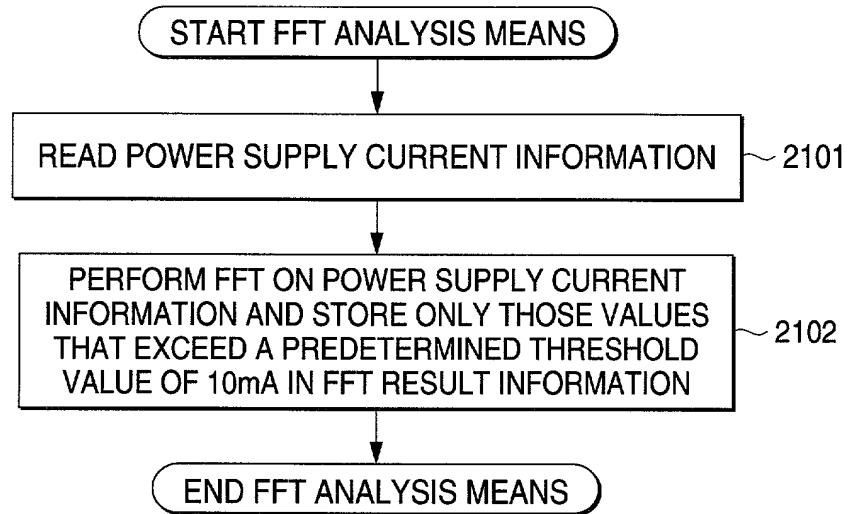 START FFT ANALYSIS MEANS
READ POWER SUPPLY CURRENT INFORMATION
2101
PERFORM FFT ON POWER SUPPLY CURRENT
INFORMATION AND STORE ONLY THOSE VALUES
THAT EXCEED A PREDETERMINED THRESHOLD
VALUE OF 10mA IN FFT RESULT INFORMATION
2102
END FFT ANALYSIS MEANS